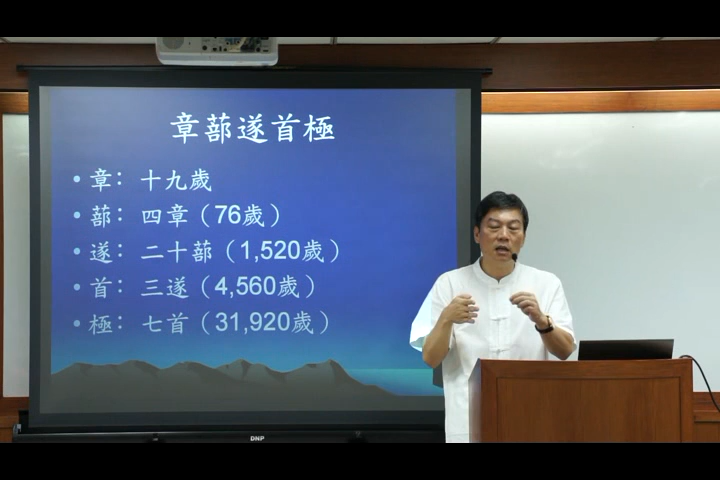 章蔀遂首極
• 章：十九歲
• 蔀：四章（76歲）
• 遂：二十蔀（1,520歲）
• 首：三遂（4,560歲）
• 極：七首（31,920歲）
DNP